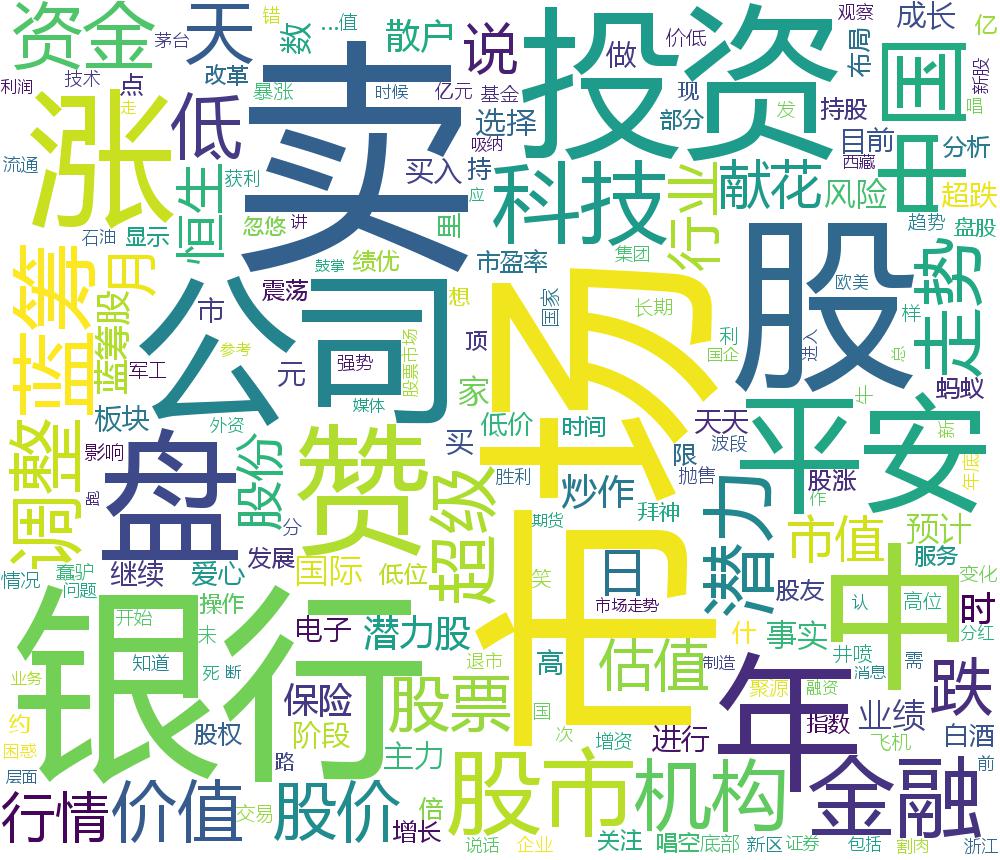 资金
茅台
错
天
数
…值
散户
说
投资
做
价低
观察
布局
成长
亿
利润
技术
点
改革
暴涨
时候
亿元
基金
现
中国
新股
唱
走
涨
低
卖
选择
部分
持股
目前
分析
流通
恒生
获利
买入
持
吸纳
科技
行业
献花
西藏
风险
超跌
石油
显示
忽悠
讲
里
应
发
趋势
盘股
蓝筹
月
震荡
鼓掌
绩优
市盈率
集团
想
国家
长期
股
欧美
走势
蓝筹股
市
公司
元
强势
股票市场
顶
市场
利
国企
进入
样
总
军工
参考
媒体
家
平安
牛
蚂蚁
板块
外资
低价
时间
天天
波段
新
调整
影响
盘
股份
赞
买
超级
胜利
炒作
限
抛售
股涨
作
年底
跑
分
期货
拜神
潜力
市值
预计
情况
蠢驴
问题
继续
发展
爱心
国际
低位
笑
日
股友
中
服务
变化
开始
操作
末
电子
潜力股
市场走势
什
事实
认
高位
时
分红
银行
知道
死
断
保险
退市
高
估值
制造
年
井喷
消息
需
跌
业务
约
困惑
层面
股权
阶段
股票
国
次
增资
进行
聚源
融资
指数
业绩
飞机
白酒
前
路
主力
行情
价值
交易
股价
倍
增长
股市
机构
金融
说话
企业
关注
唱空
底部
新区
证券
包括
割肉
浙江